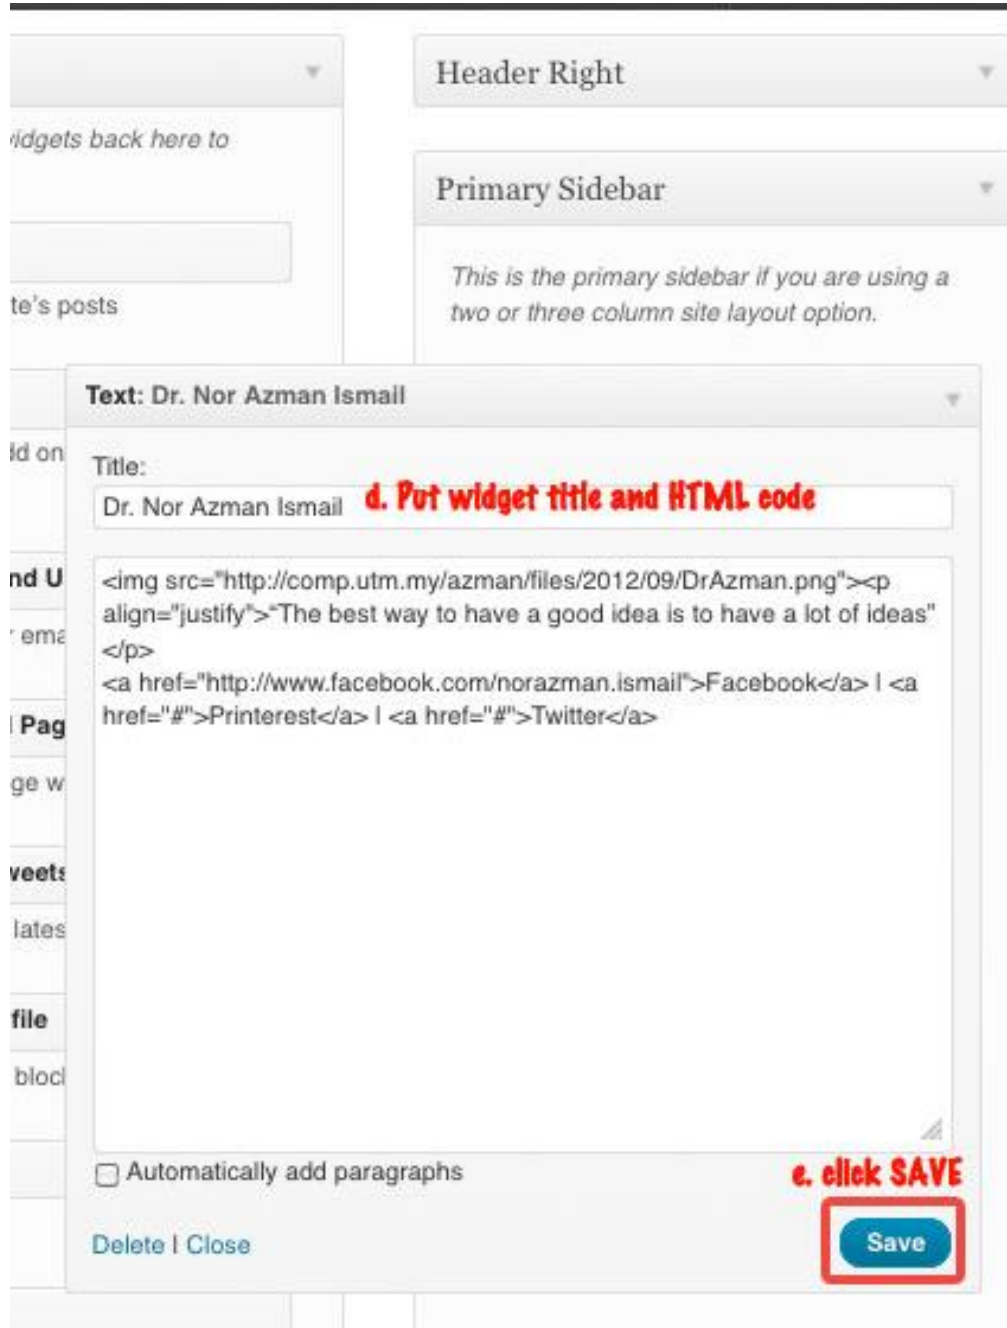 Header Right
idgets back here to
Primary Sidebar
This is the primary sidebar if you are using a
two or three column site layout option.
te's posts
Text: Dr. Nor Azman Ismail
ld on
Title:
d. Put widget title and HTML code
Dr. Nor Azman Ismail
nd U
<img src="http://comp.utm.my/azman/files/2012/09/DrAzman.png"><p
align="justify">“The best way to have a good idea is to have a lot of ideas"
r ema
</p>
<a href="http://www.facebook.com/norazman.ismail">Facebook</a> | <a
href="#">Printerest</a> | <a href="#">Twitter</a>
Pag
ge w
weets
lates
file
bloc
Automatically add paragraphs
e. click SAVE
Delete | Close
Save